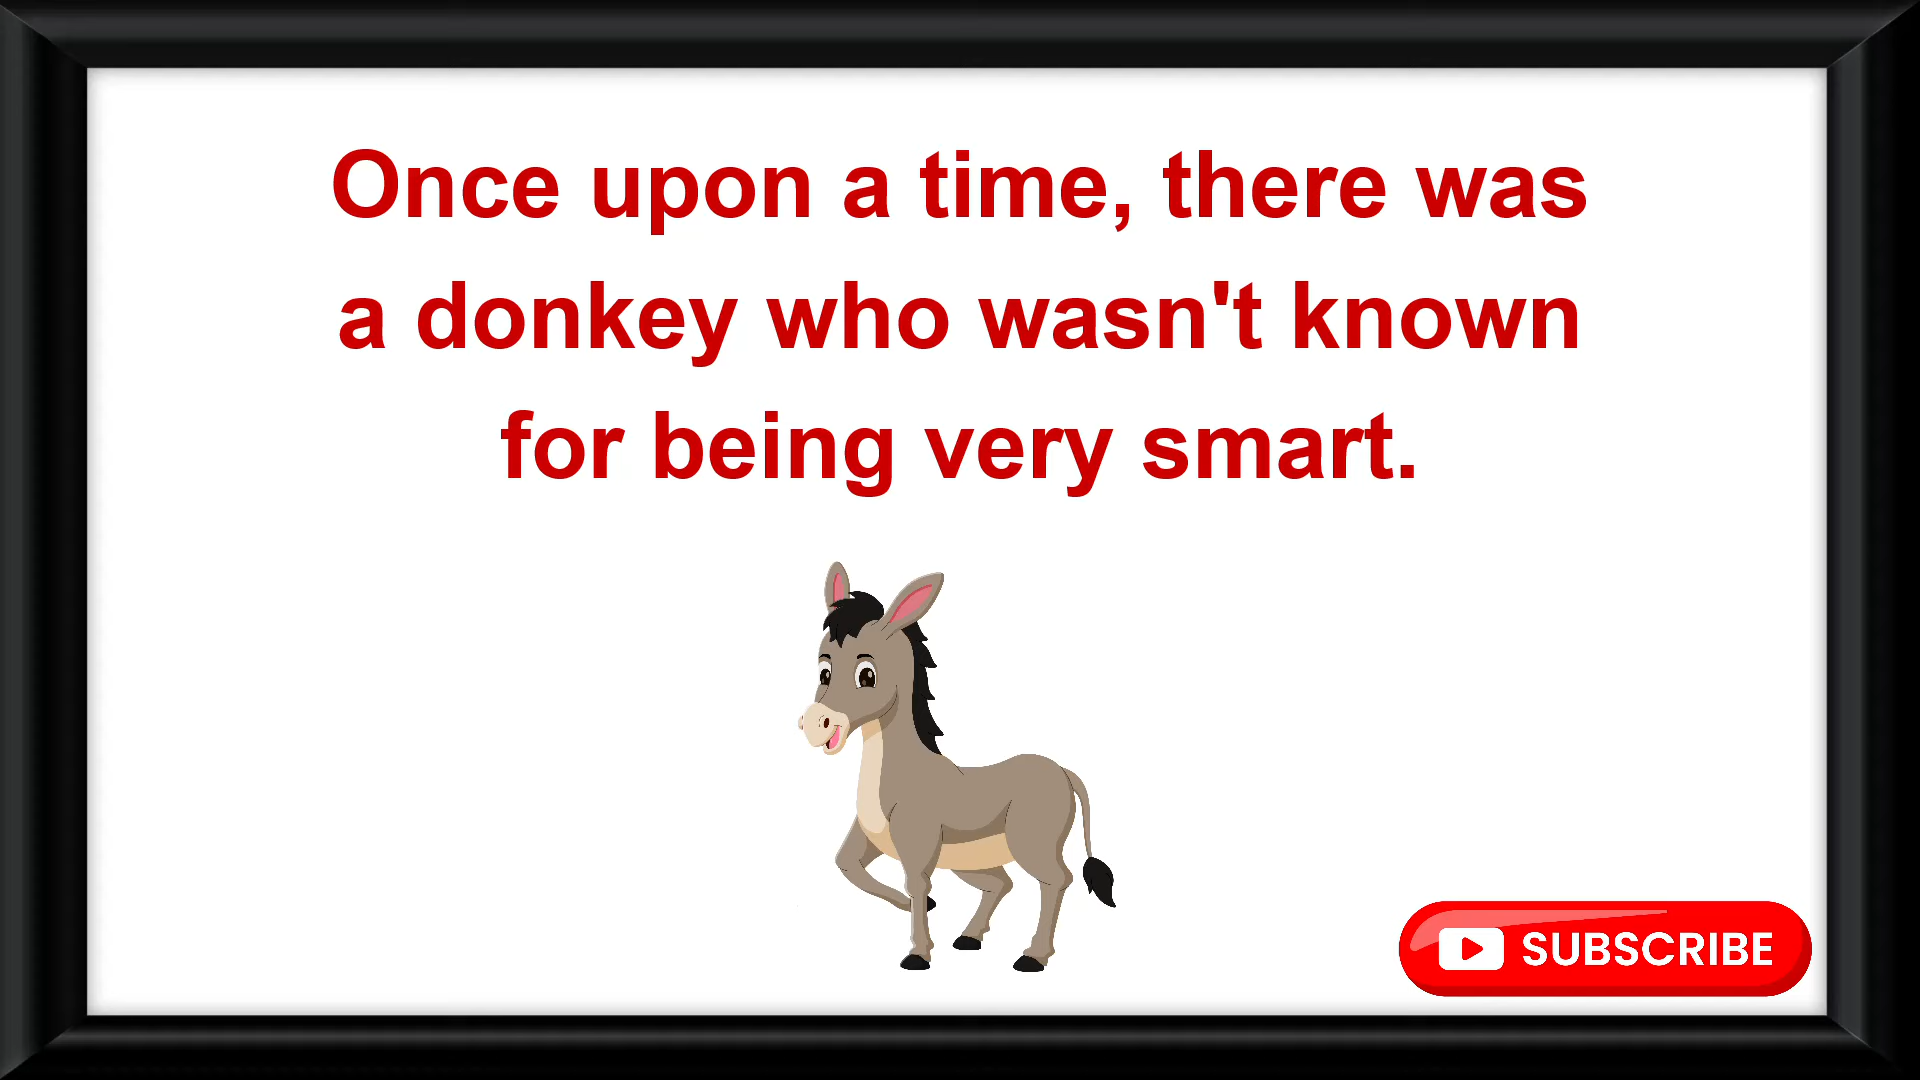 Once upon a time, there was
a donkey who wasn't known
for being very smart.
SUBSCRIBE